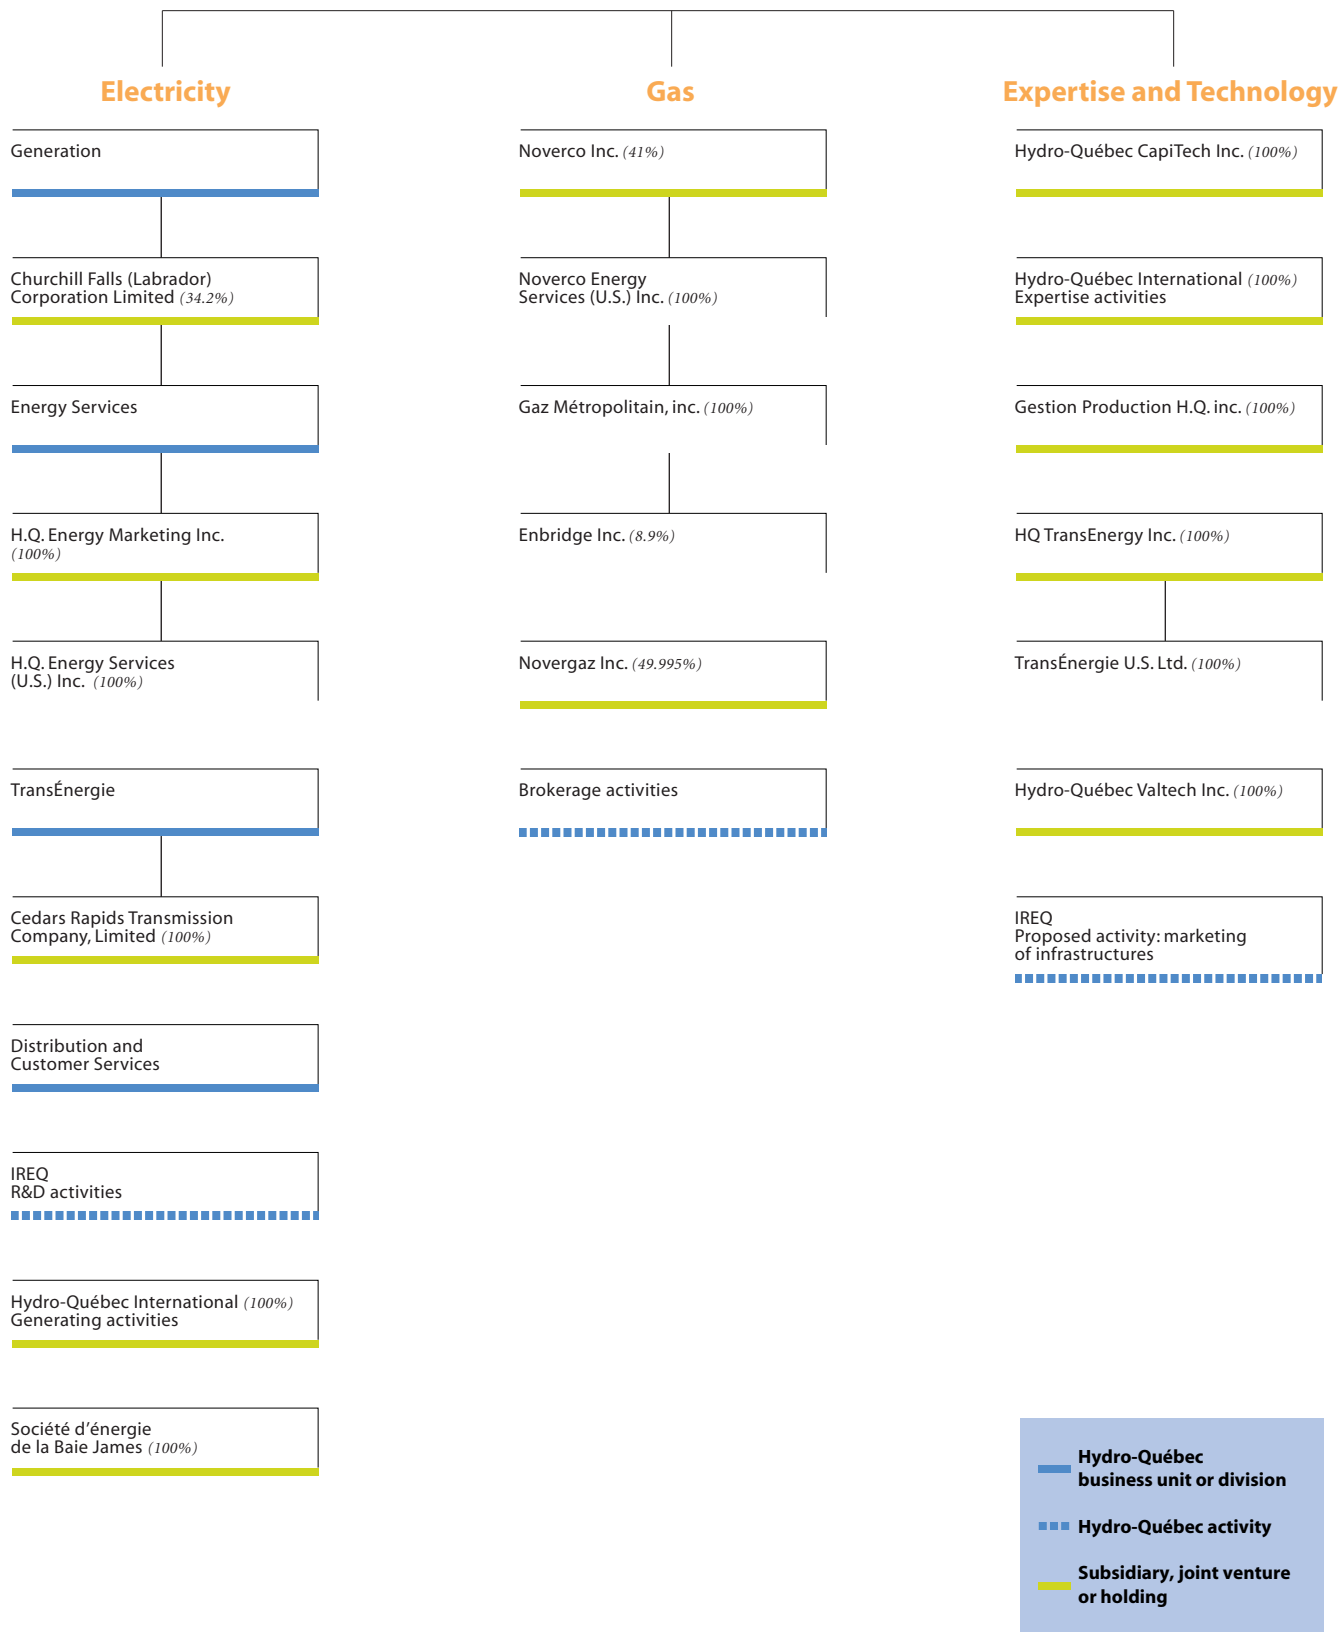 Electricity
Generation
Churchill Falls (Labrador)
Corporation Limited (34.2%)
Energy Services
H.Q. Energy Marketing Inc.
(100%)
H.Q. Energy Services
(U.S.) Inc. (100%)
TransÉnergie
Cedars Rapids Transmission
Company, Limited (100%)
Distribution and
Customer Services
IREQ
R&D activities
Hydro-Québec International (100%)
Generating activities
Société d’énergie
de la Baie James (100%)
Gas
Noverco Inc. (41%)
Noverco Energy
Services (U.S.) Inc. (100%)
Gaz Métropolitain, inc. (100%)
Enbridge Inc. (8.9%)
Novergaz Inc. (49.995%)
Brokerage activities
Expertise and Technology
Hydro-Québec CapiTech Inc. (100%)
Hydro-Québec International (100%)
Expertise activities
Gestion Production H.Q. inc. (100%)
HQ TransEnergy Inc. (100%)
TransÉnergie U.S. Ltd. (100%)
Hydro-Québec Valtech Inc. (100%)
IREQ
Proposed activity: marketing
of infrastructures
Hydro-Québec
business unit or division
Hydro-Québec activity
Subsidiary, joint venture
or holding